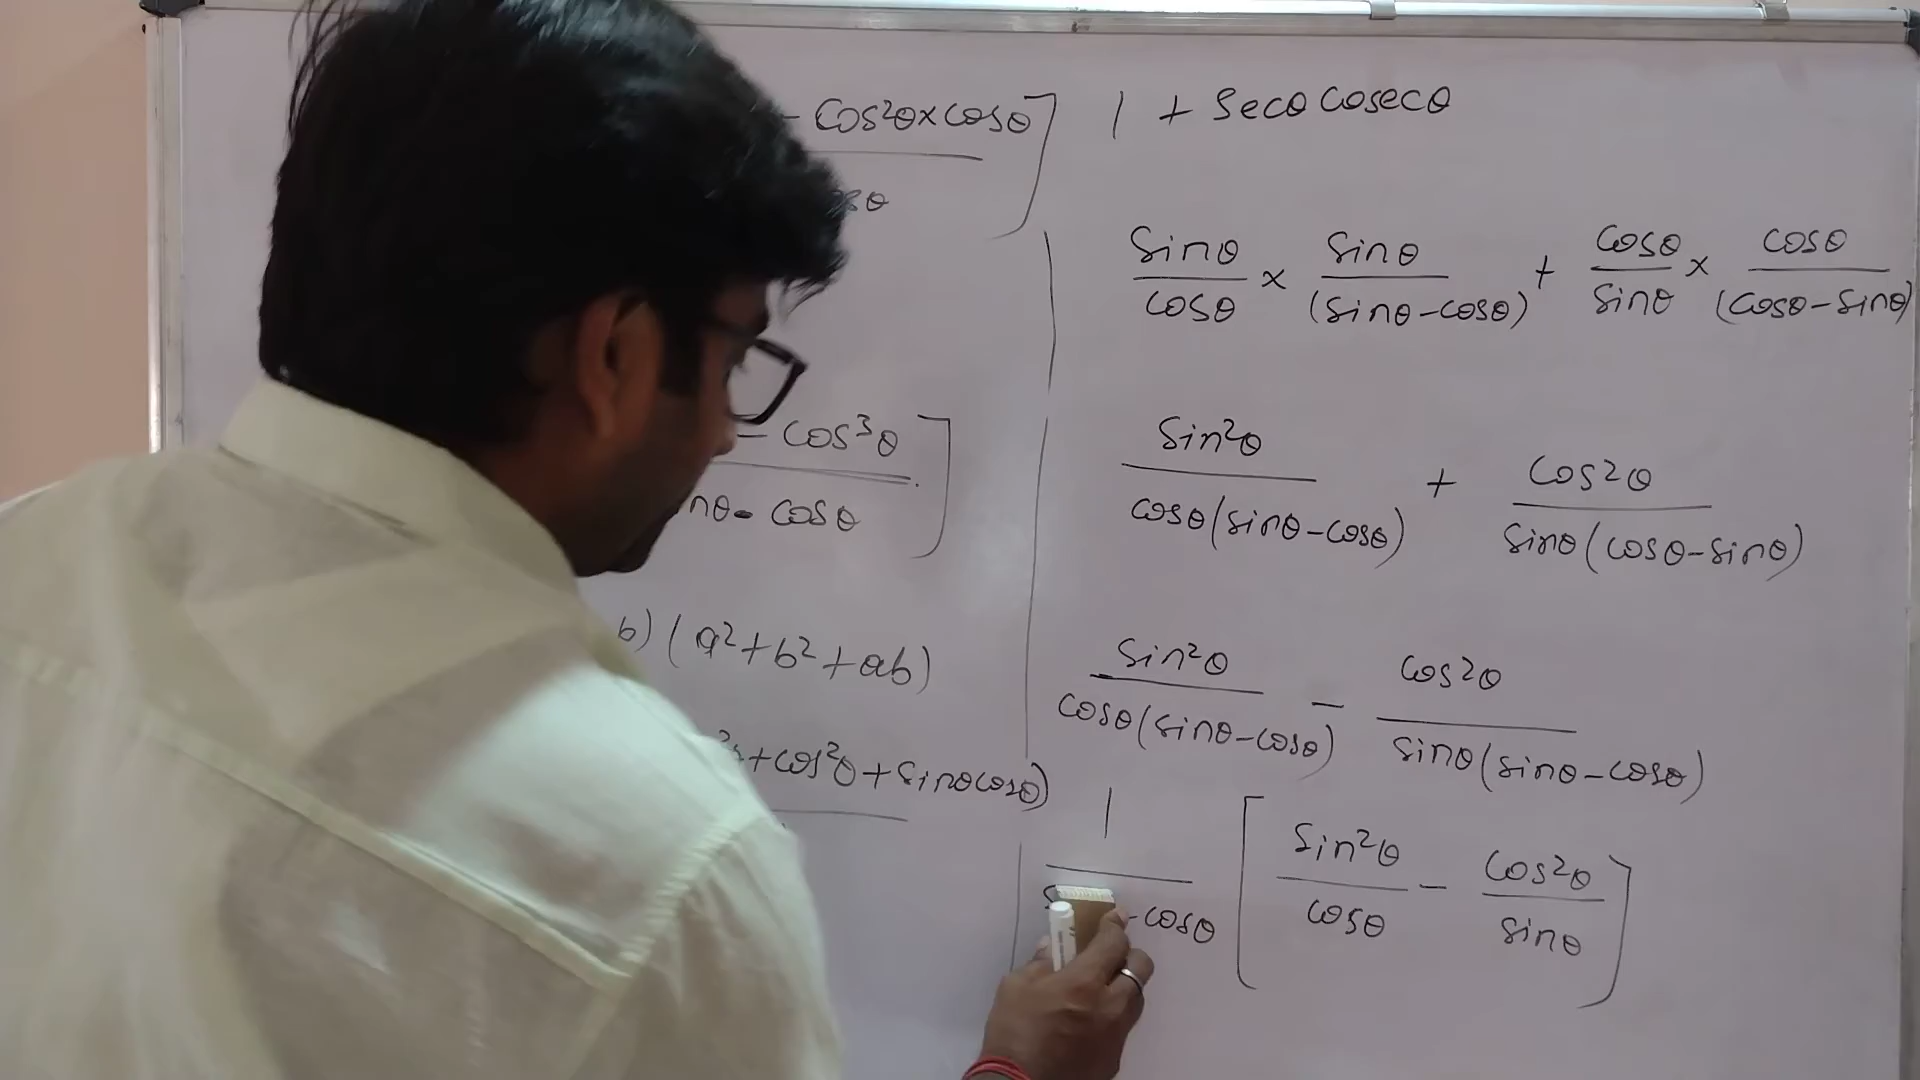 - cos²θ×cosθ]
θ
- cos³θ]
nθ- cosθ
b) (a²+b²+ab)
+cos²θ+sinθcosθ)
1 + secθ cosecθ
sinθ/cosθ × sinθ/(sinθ-cosθ) + cosθ/sinθ × cosθ/(cosθ-sinθ)
sin²θ/cosθ(sinθ-cosθ) + cos²θ/sinθ(cosθ-sinθ)
sin²θ/cosθ(sinθ-cosθ) - cos²θ/sinθ(sinθ-cosθ)
1/-cosθ [sin²θ/cosθ - cos²θ/sinθ]